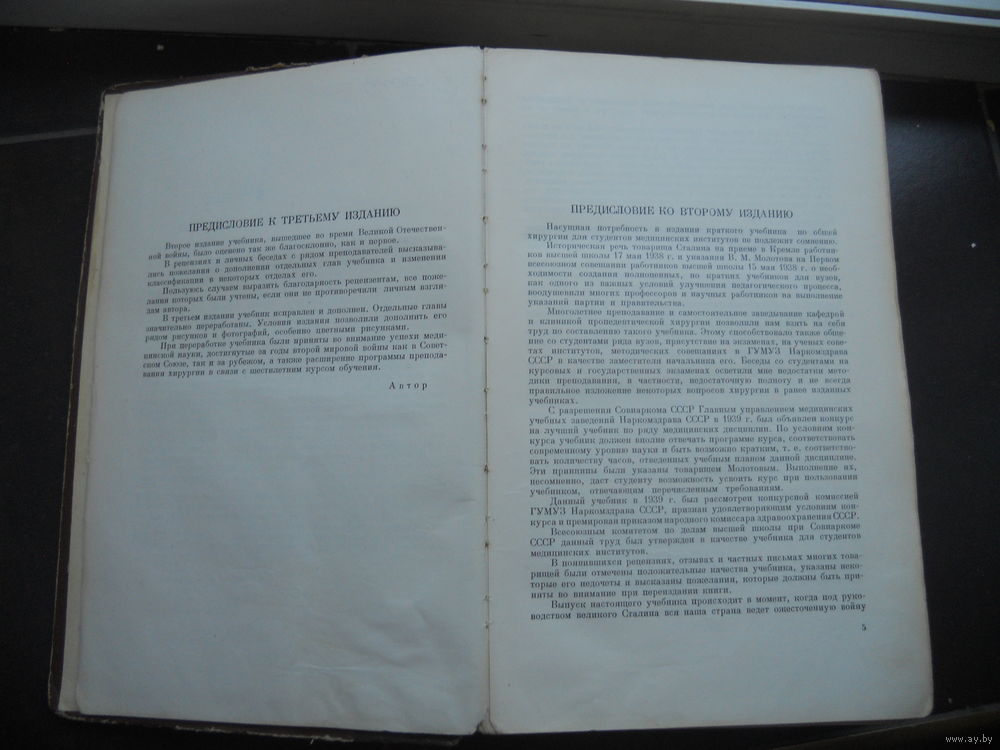 ПРЕДИСЛОВИЕ К ТРЕТЬЕМУ ИЗДАНИЮ
Второе издание учебника, вышедшее во время Великой Отечествен-
ной войны, было оценено так же благосклонно, как и первое.
В рецензиях и личных беседах с рядом преподавателей высказыва-
лись пожелания о дополнении отдельных глав учебника и изменении
классификации в некоторых отделах его.
Пользуюсь случаем выразить благодарность рецензентам, все поже-
лания которых были учтены, если они не противоречили личным взгля-
дам автора.
В третьем издании учебник исправлен и дополнен. Отдельные главы
значительно переработаны. Условия издания позволили дополнить его
рядом рисунков и фотографий, особенно цветными рисунками.
При переработке учебника были приняты во внимание успехи меди-
цинской науки, достигнутые за годы второй мировой войны как в Совет-
ском Союзе, так и за рубежом, а также расширение программы препода-
вания хирургии в связи с шестилетним курсом обучения.
Автор
ПРЕДИСЛОВИЕ КО ВТОРОМУ ИЗДАНИЮ
Насущная потребность в издании краткого учебника по общей
хирургии для студентов медицинских институтов не подлежит сомнению.
Историческая речь товарища Сталина на приеме в Кремле работни-
ков высшей школы 17 мая 1938 г. и указания В. М. Молотова на Первом
всесоюзном совещании работников высшей школы 15 мая 1938 г. о необ-
ходимости создания полноценных, но кратких учебников для вузов,
как одного из важных условий улучшения педагогического процесса,
воодушевили многих профессоров и научных работников на выполнение
указаний партии и правительства.
Многолетнее преподавание и самостоятельное заведывание кафедрой
и клиникой пропедевтической хирургии позволили нам взять на себя
труд по составлению такого учебника. Этому способствовало также обще-
ние со студентами ряда вузов, присутствие на экзаменах, на ученых сове-
тах институтов, методических совещаниях в ГУМУЗ Наркомздрава
СССР в качестве заместителя начальника его. Беседы со студентами на
курсовых и государственных экзаменах осветили мне недостатки мето-
дики преподавания, в частности, недостаточную полноту и не всегда
правильное изложение некоторых вопросов хирургии в ранее изданных
учебниках.
С разрешения Совнаркома СССР Главным управлением медицинских
учебных заведений Наркомздрава СССР в 1939 г. был объявлен конкурс
на лучший учебник по ряду медицинских дисциплин. По условиям кон-
курса учебник должен вполне отвечать программе курса, соответствовать
современному уровню науки и быть возможно кратким, т. е. соответство-
вать количеству часов, отведенных учебным планом данной дисциплине.
Эти принципы были указаны товарищем Молотовым. Выполнение их,
несомненно, даст студенту возможность усвоить курс при пользовании
учебником, отвечающим перечисленным требованиям.
Данный учебник в 1939 г. был рассмотрен конкурсной комиссией
ГУМУЗ Наркомздрава СССР, признан удовлетворяющим условиям кон-
курса и премирован приказом народного комиссара здравоохранения СССР.
Всесоюзным комитетом по делам высшей школы при Совнаркоме
СССР данный труд был утвержден в качестве учебника для студентов
медицинских институтов.
В появившихся рецензиях, отзывах и частных письмах многих това-
рищей были отмечены положительные качества учебника, указаны неко-
торые его недочеты и высказаны пожелания, которые должны быть при-
няты во внимание при переиздании книги.
Выпуск настоящего учебника происходит в момент, когда под руко-
водством великого Сталина вся наша страна ведет ожесточенную войну
5
www.ay.by